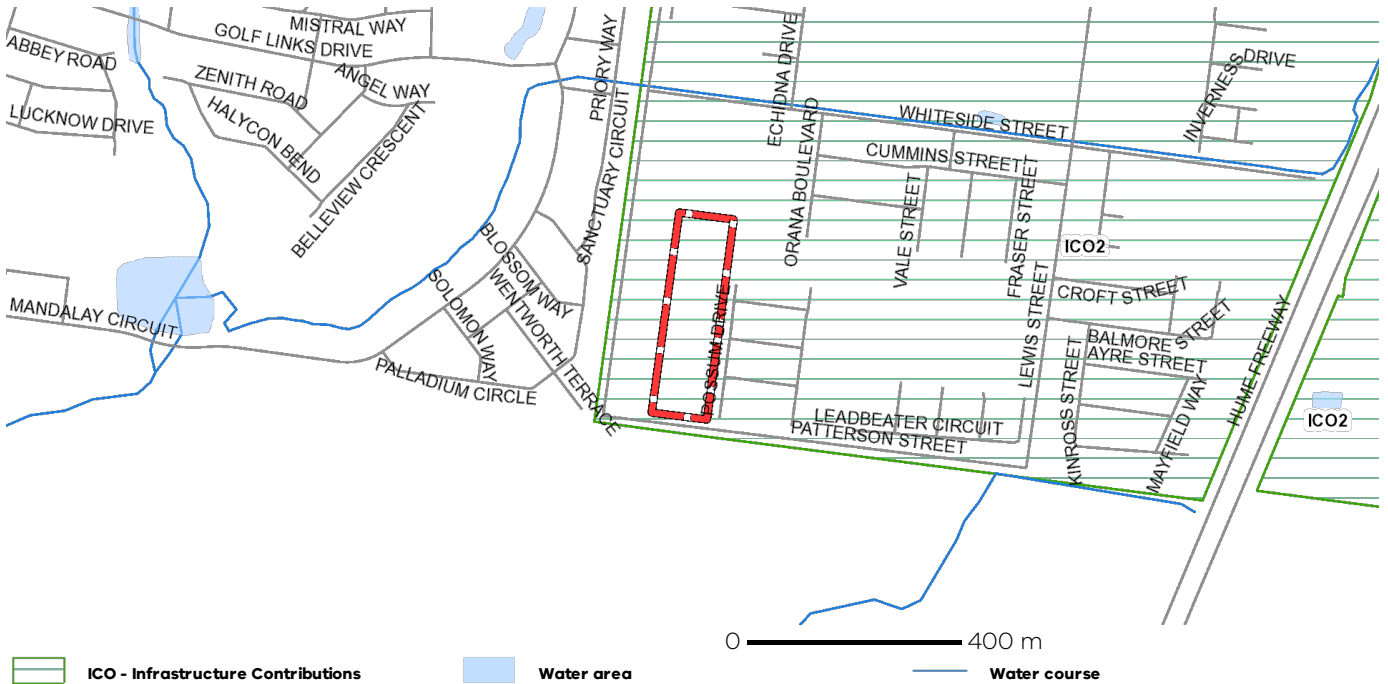 MISTRAL WAY
GOLF LINKS DRIVE
ABBEY ROAD
ZENITH ROAD
ANGEL WAY
LUCKNOW DRIVE
HALYCON BEND
BELLEVIEW CRESCENT
PRIORY WAY
SANCTUARY CIRCUIT
ECHIDNA DRIVE
ORANA BOULEVARD
WHITESIDE STREET
INVERNESS DRIVE
CUMMINS STREET
VALE STREET
FRASER STREET
ICO2
BLOSSOM WAY
WENTWORTH TERRACE
SOLOMON WAY
MANDALAY CIRCUIT
PALLADIUM CIRCLE
POSSUM DRIVE
LEWIS STREET
CROFT STREET
BALMORE STREET
AYRE STREET
HUME FREEWAY
KINROSS STREET
MAYFIELD WAY
LEADBEATER CIRCUIT
PATTERSON STREET
ICO2
0 400 m
ICO - Infrastructure Contributions
Water area
Water course